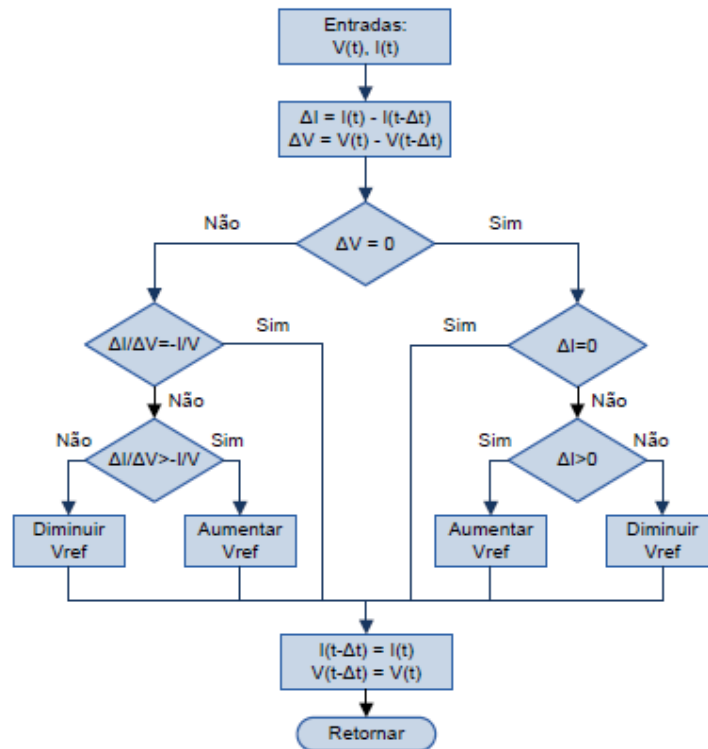 Entradas:
V(t), I(t)
ΔI = I(t) - I(t-Δt)
ΔV = V(t) - V(t-Δt)
Não
Sim
ΔV = 0
ΔI/ΔV=-I/V
Sim
Sim
ΔI=0
Não
Não
Não
Sim
ΔI/ΔV>-I/V
Sim
Não
ΔI>0
Diminuir
Vref
Aumentar
Vref
Aumentar
Vref
Diminuir
Vref
I(t-Δt) = I(t)
V(t-Δt) = V(t)
Retornar